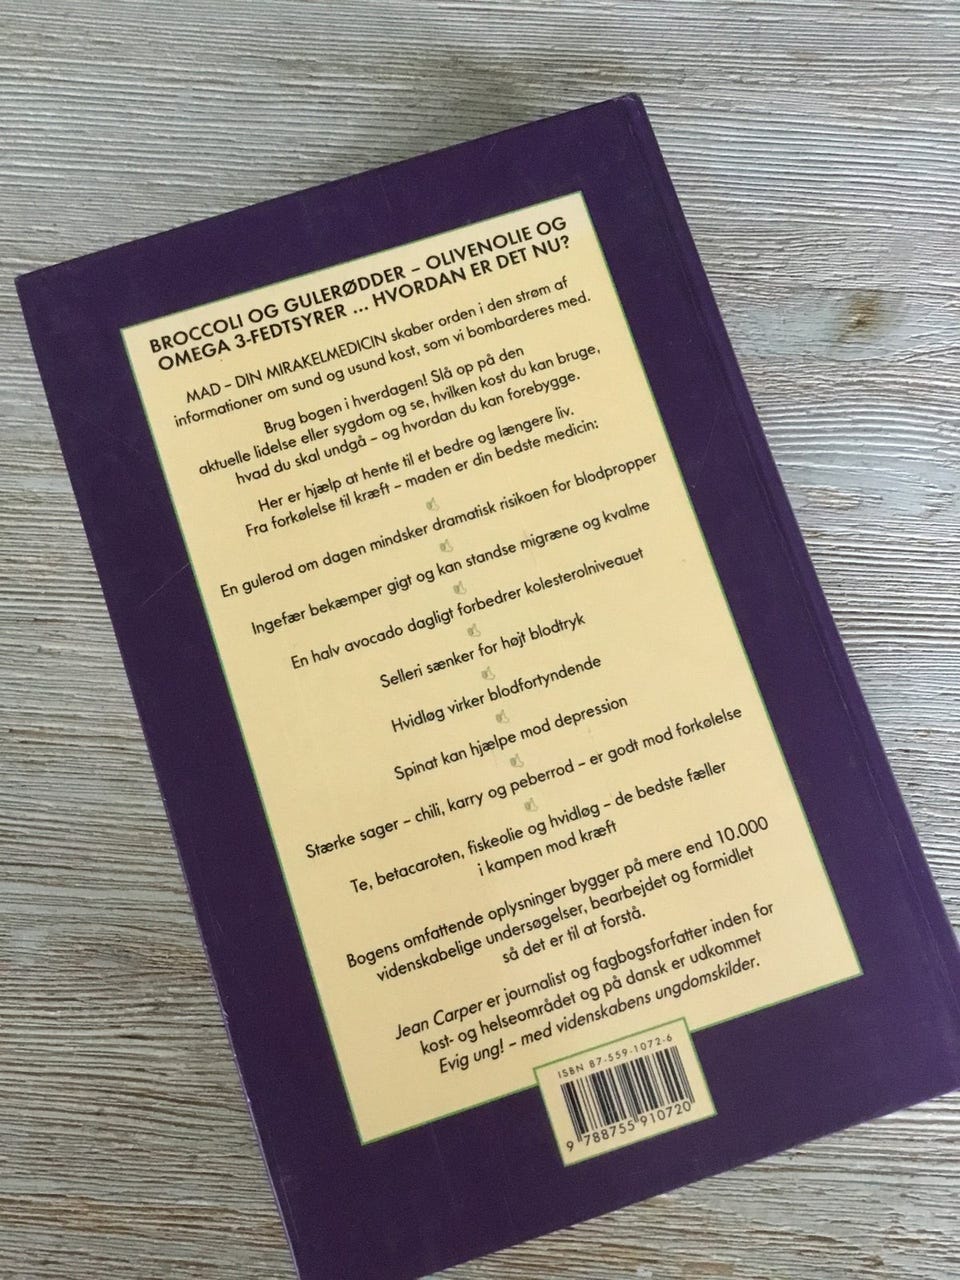 BROCCOLI OG GULERØDDER – OLIVENOLIE OG
OMEGA 3-FEDTSYRER ... HVORDAN ER DET NU?
MAD – DIN MIRAKELMEDICIN skaber orden i den strøm af
informationer om sund og usund kost, som vi bombarderes med.
Brug bogen i hverdagen! Slå op på den
aktuelle lidelse eller sygdom og se, hvilken kost du kan bruge,
hvad du skal undgå – og hvordan du kan forebygge.
Her er hjælp at hente til et bedre og længere liv.
Fra forkølelse til kræft – maden er din bedste medicin:
En gulerod om dagen mindsker dramatisk risikoen for blodpropper
Ingefær bekæmper gigt og kan standse migræne og kvalme
En halv avocado dagligt forbedrer kolesterolniveauet
Selleri sænker for højt blodtryk
Hvidløg virker blodfortyndende
Spinat kan hjælpe mod depression
Stærke sager – chili, karry og peberrod – er godt mod forkølelse
Te, betacaroten, fiskeolie og hvidløg – de bedste fæller
i kampen mod kræft
Bogens omfattende oplysninger bygger på mere end 10.000
videnskabelige undersøgelser, bearbejdet og formidlet
så det er til at forstå.
Jean Carper er journalist og fagbogsforfatter inden for
kost- og helseområdet og på dansk er udkommet
Evig ung! – med videnskabens ungdomskilder.
ISBN 87-559-1072-6
9 788755 910720